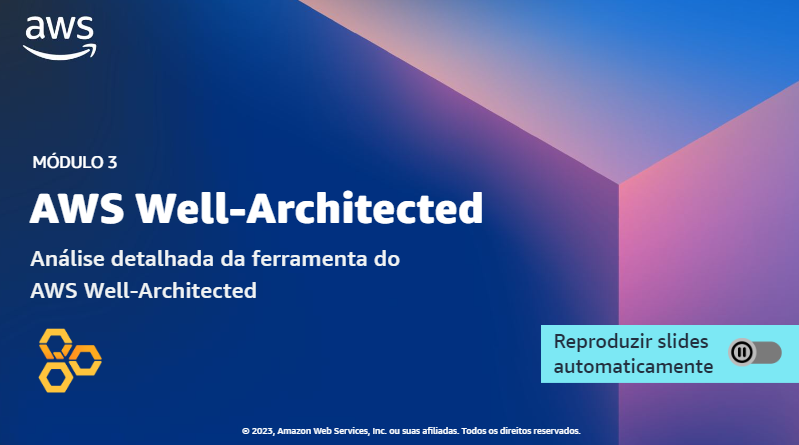 aws
MÓDULO 3
AWS Well-Architected
Análise detalhada da ferramenta do
AWS Well-Architected
Reproduzir slides
automaticamente
© 2023, Amazon Web Services, Inc. ou suas afiliadas. Todos os direitos reservados.